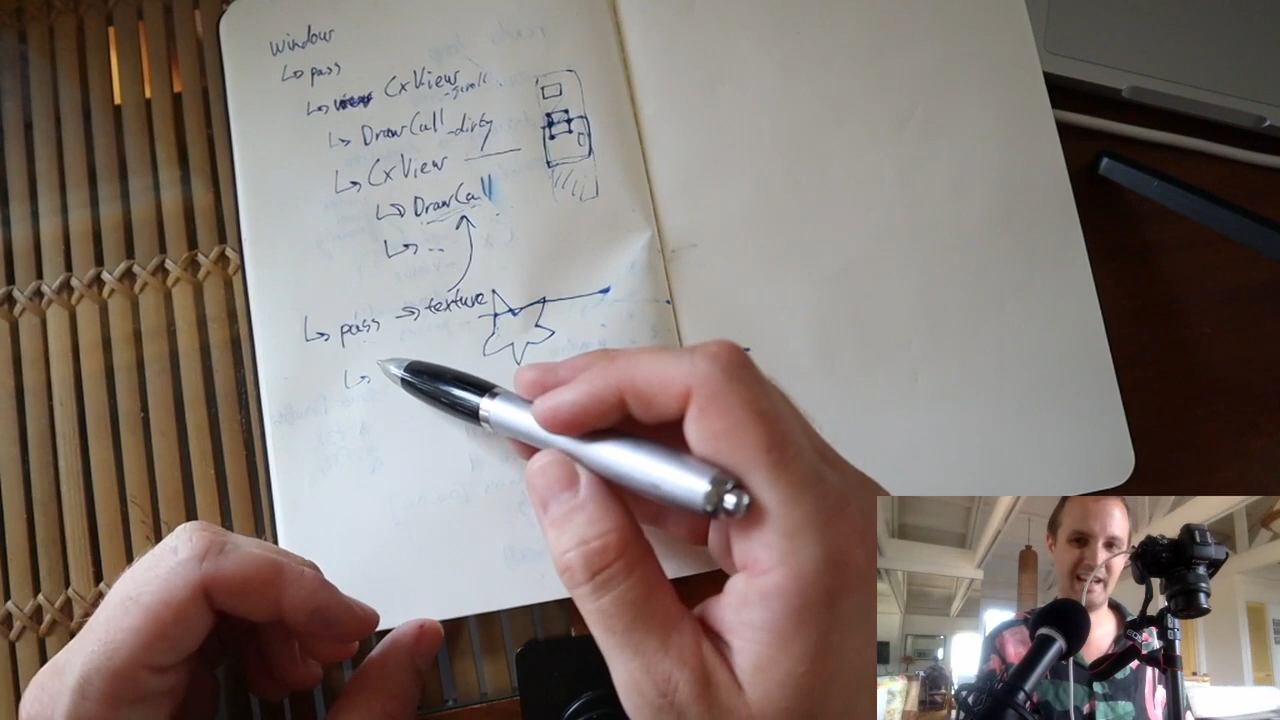 window
↳ pass
↳ CxView -scroll
↳ DrawCall -dirty
↳ CxView
↳ DrawCall
↳ ...
↳ pass → texture
↳